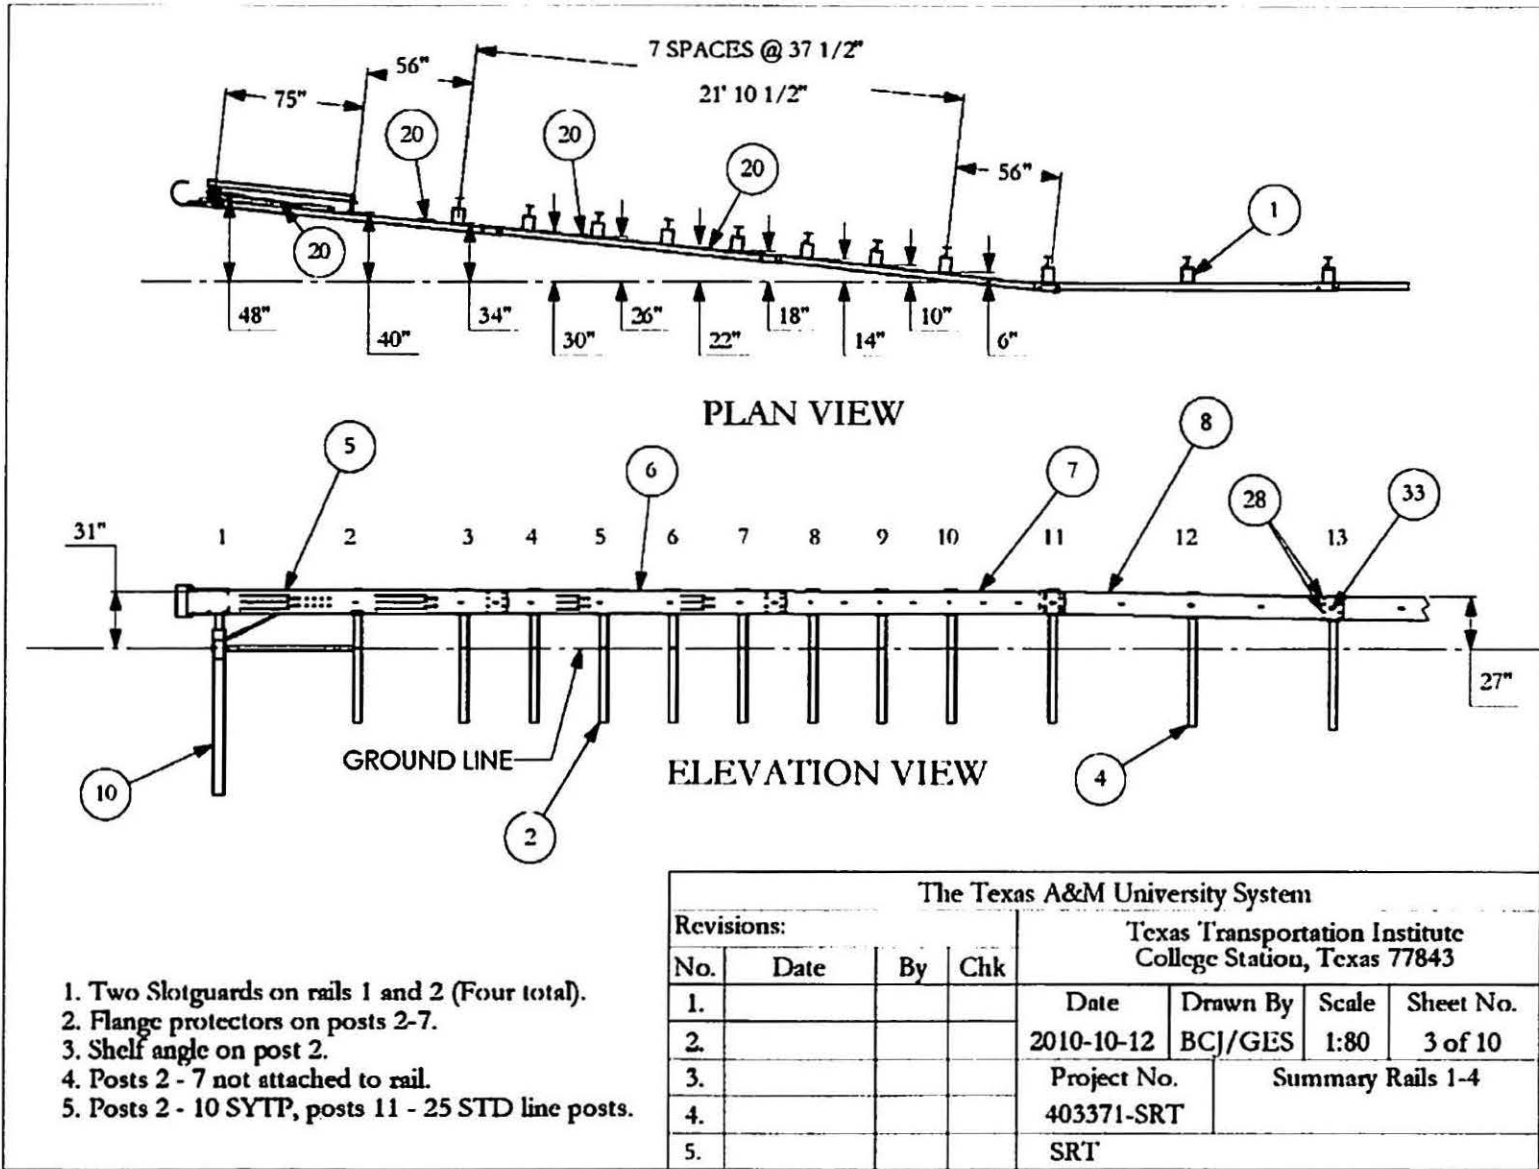 7 SPACES @ 37 1/2"
56"
75"
21' 10 1/2"
20
20
20
56"
1
20
48"
40"
34"
30"
26"
22"
18"
14"
10"
6"
PLAN VIEW
5
6
7
8
28
33
31"
1 2 3 4 5 6 7 8 9 10 11 12 13
27"
GROUND LINE
ELEVATION VIEW
10
2
4
1. Two Slotguards on rails 1 and 2 (Four total).
2. Flange protectors on posts 2-7.
3. Shelf angle on post 2.
4. Posts 2 - 7 not attached to rail.
5. Posts 2 - 10 SYTP, posts 11 - 25 STD line posts.
The Texas A&M University System
Revisions:
No. Date By Chk
1.
2.
3.
4.
5.
Texas Transportation Institute
College Station, Texas 77843
Date Drawn By Scale Sheet No.
2010-10-12 BCJ/GES 1:80 3 of 10
Project No. Summary Rails 1-4
403371-SRT
SRT